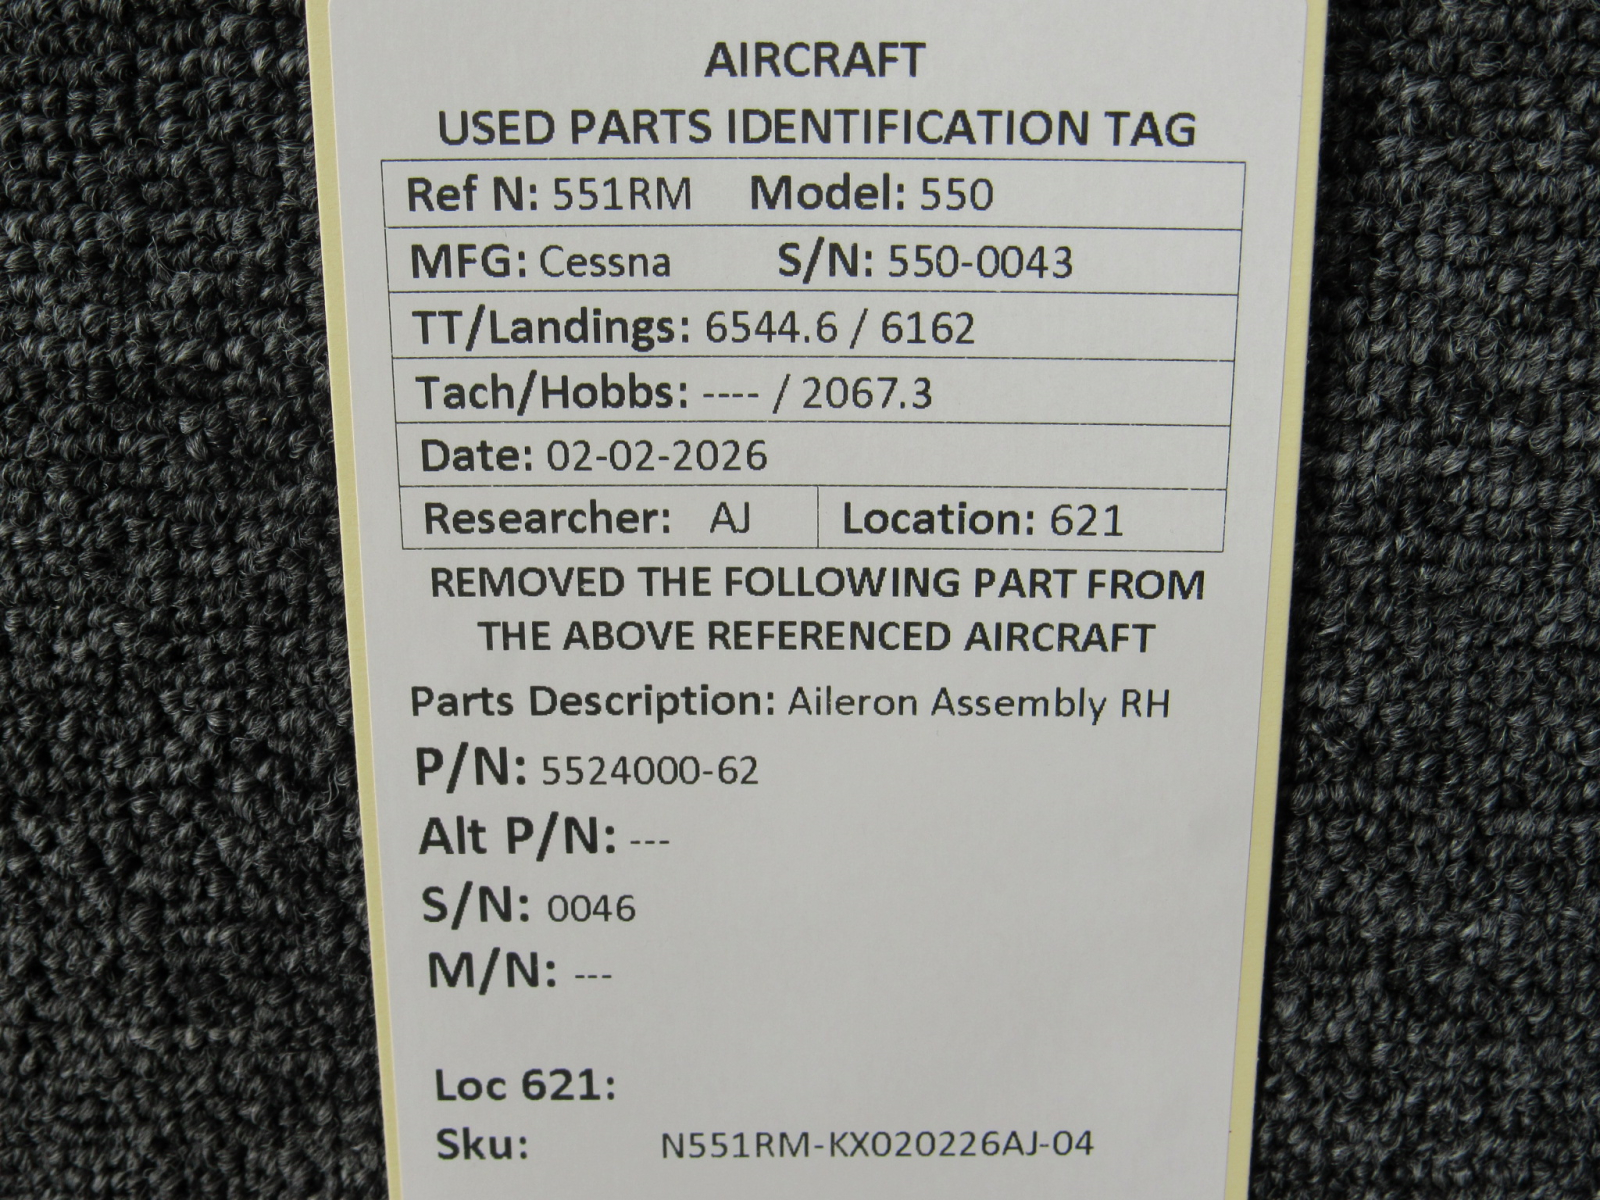 AIRCRAFT
USED PARTS IDENTIFICATION TAG
Ref N: 551RM Model: 550
MFG: Cessna S/N: 550-0043
TT/Landings: 6544.6 / 6162
Tach/Hobbs: ---- / 2067.3
Date: 02-02-2026
Researcher: AJ Location: 621
REMOVED THE FOLLOWING PART FROM
THE ABOVE REFERENCED AIRCRAFT
Parts Description: Aileron Assembly RH
P/N: 5524000-62
Alt P/N: ---
S/N: 0046
M/N: ---
Loc 621:
Sku: N551RM-KX020226AJ-04